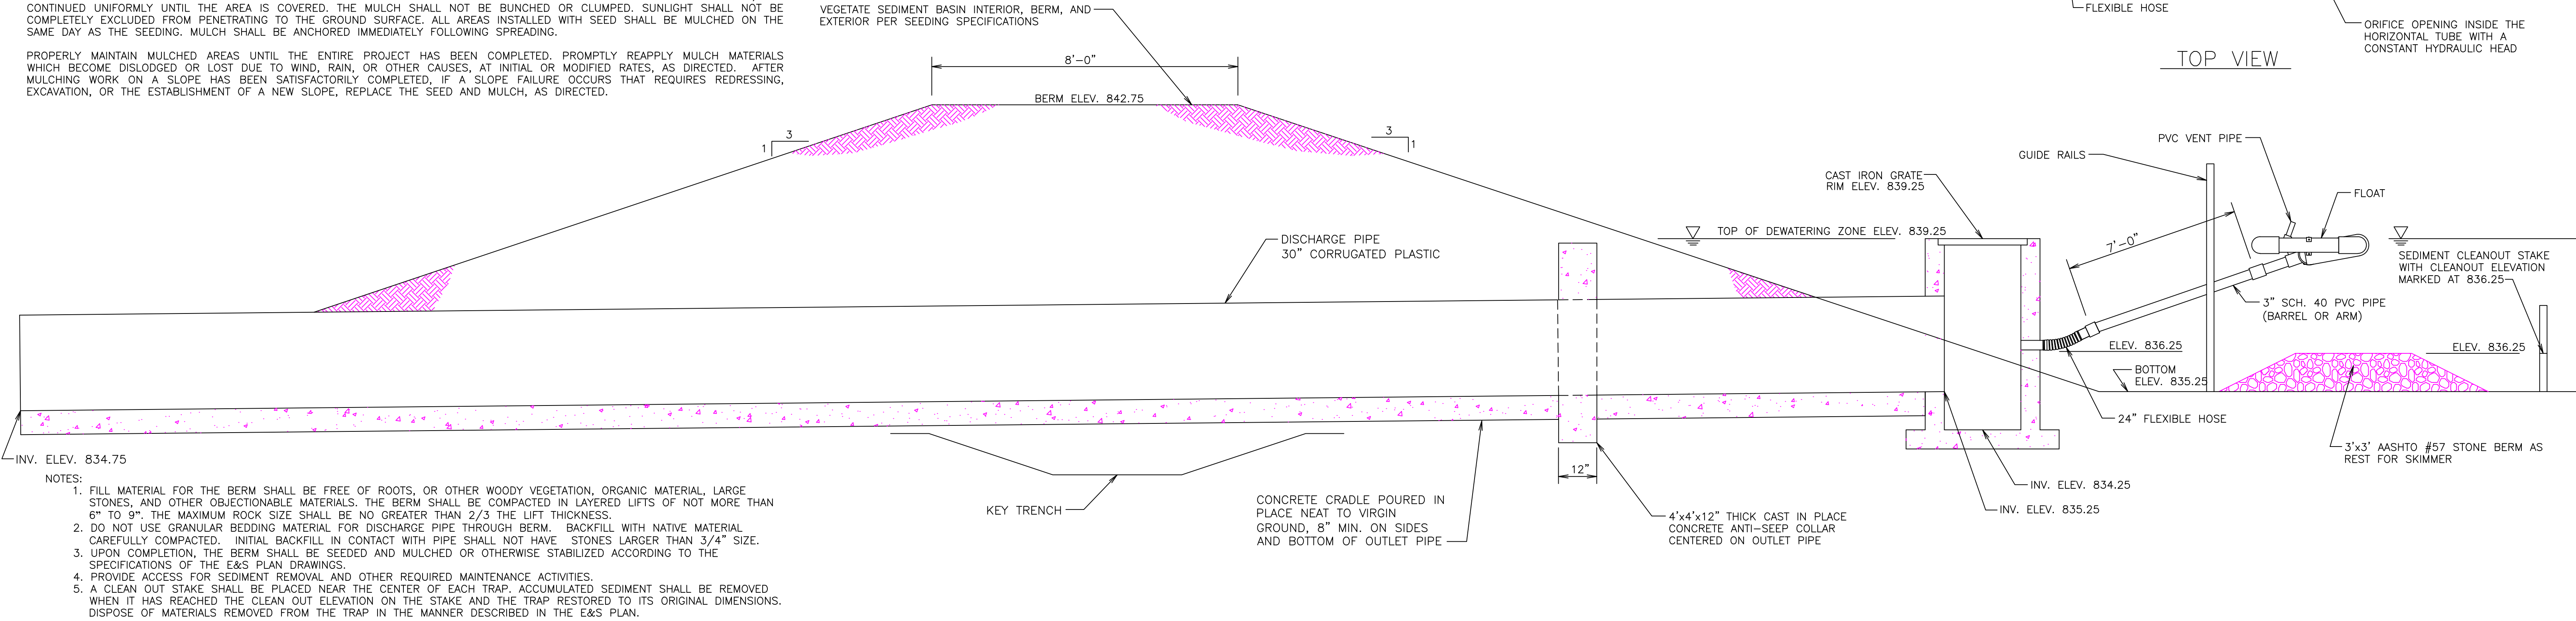 CONTINUED UNIFORMLY UNTIL THE AREA IS COVERED. THE MULCH SHALL NOT BE BUNCHED OR CLUMPED. SUNLIGHT SHALL NOT BE
COMPLETELY EXCLUDED FROM PENETRATING TO THE GROUND SURFACE. ALL AREAS INSTALLED WITH SEED SHALL BE MULCHED ON THE
SAME DAY AS THE SEEDING. MULCH SHALL BE ANCHORED IMMEDIATELY FOLLOWING SPREADING.
PROPERLY MAINTAIN MULCHED AREAS UNTIL THE ENTIRE PROJECT HAS BEEN COMPLETED. PROMPTLY REAPPLY MULCH MATERIALS
WHICH BECOME DISLODGED OR LOST DUE TO WIND, RAIN, OR OTHER CAUSES, AT INITIAL OR MODIFIED RATES, AS DIRECTED. AFTER
MULCHING WORK ON A SLOPE HAS BEEN SATISFACTORILY COMPLETED, IF A SLOPE FAILURE OCCURS THAT REQUIRES REDRESSING,
EXCAVATION, OR THE ESTABLISHMENT OF A NEW SLOPE, REPLACE THE SEED AND MULCH, AS DIRECTED.
VEGETATE SEDIMENT BASIN INTERIOR, BERM, AND
EXTERIOR PER SEEDING SPECIFICATIONS
FLEXIBLE HOSE
ORIFICE OPENING INSIDE THE
HORIZONTAL TUBE WITH A
CONSTANT HYDRAULIC HEAD
TOP VIEW
8'-0"
BERM ELEV. 842.75
3
1
3
1
PVC VENT PIPE
GUIDE RAILS
CAST IRON GRATE
RIM ELEV. 839.25
FLOAT
TOP OF DEWATERING ZONE ELEV. 839.25
7'-0"
DISCHARGE PIPE
30" CORRUGATED PLASTIC
SEDIMENT CLEANOUT STAKE
WITH CLEANOUT ELEVATION
MARKED AT 836.25
3" SCH. 40 PVC PIPE
(BARREL OR ARM)
ELEV. 836.25
ELEV. 836.25
BOTTOM
ELEV. 835.25
24" FLEXIBLE HOSE
3'x3' AASHTO #57 STONE BERM AS
REST FOR SKIMMER
INV. ELEV. 834.75
12"
KEY TRENCH
CONCRETE CRADLE POURED IN
PLACE NEAT TO VIRGIN
GROUND, 8" MIN. ON SIDES
AND BOTTOM OF OUTLET PIPE
4'x4'x12" THICK CAST IN PLACE
CONCRETE ANTI-SEEP COLLAR
CENTERED ON OUTLET PIPE
INV. ELEV. 834.25
INV. ELEV. 835.25
NOTES:
1. FILL MATERIAL FOR THE BERM SHALL BE FREE OF ROOTS, OR OTHER WOODY VEGETATION, ORGANIC MATERIAL, LARGE
STONES, AND OTHER OBJECTIONABLE MATERIALS. THE BERM SHALL BE COMPACTED IN LAYERED LIFTS OF NOT MORE THAN
6" TO 9". THE MAXIMUM ROCK SIZE SHALL BE NO GREATER THAN 2/3 THE LIFT THICKNESS.
2. DO NOT USE GRANULAR BEDDING MATERIAL FOR DISCHARGE PIPE THROUGH BERM. BACKFILL WITH NATIVE MATERIAL
CAREFULLY COMPACTED. INITIAL BACKFILL IN CONTACT WITH PIPE SHALL NOT HAVE STONES LARGER THAN 3/4" SIZE.
3. UPON COMPLETION, THE BERM SHALL BE SEEDED AND MULCHED OR OTHERWISE STABILIZED ACCORDING TO THE
SPECIFICATIONS OF THE E&S PLAN DRAWINGS.
4. PROVIDE ACCESS FOR SEDIMENT REMOVAL AND OTHER REQUIRED MAINTENANCE ACTIVITIES.
5. A CLEAN OUT STAKE SHALL BE PLACED NEAR THE CENTER OF EACH TRAP. ACCUMULATED SEDIMENT SHALL BE REMOVED
WHEN IT HAS REACHED THE CLEAN OUT ELEVATION ON THE STAKE AND THE TRAP RESTORED TO ITS ORIGINAL DIMENSIONS.
DISPOSE OF MATERIALS REMOVED FROM THE TRAP IN THE MANNER DESCRIBED IN THE E&S PLAN.